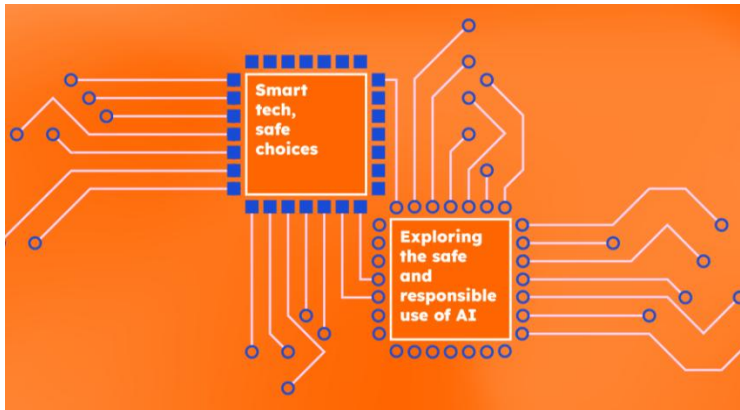 Smart
tech,
safe
choices
Exploring
the safe
and
responsible
use of AI